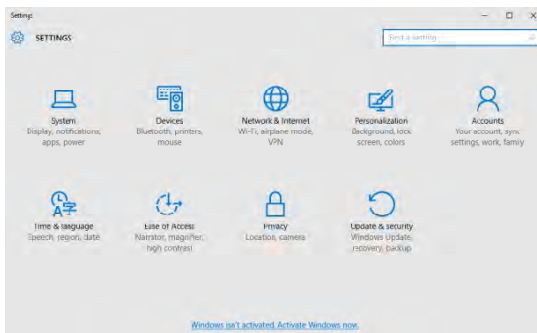 Settings
SETTINGS
Find a setting
System
Display, notifications,
apps, power
Devices
Bluetooth, printers,
mouse
Network & Internet
Wi-Fi, airplane mode,
VPN
Personalization
Background, lock
screen, colors
Accounts
Your account, sync
settings, work, family
Time & language
Speech, region, date
Ease of Access
Narrator, magnifier,
high contrast
Privacy
Location, camera
Update & security
Windows Update,
recovery, backup
Windows isn't activated. Activate Windows now.